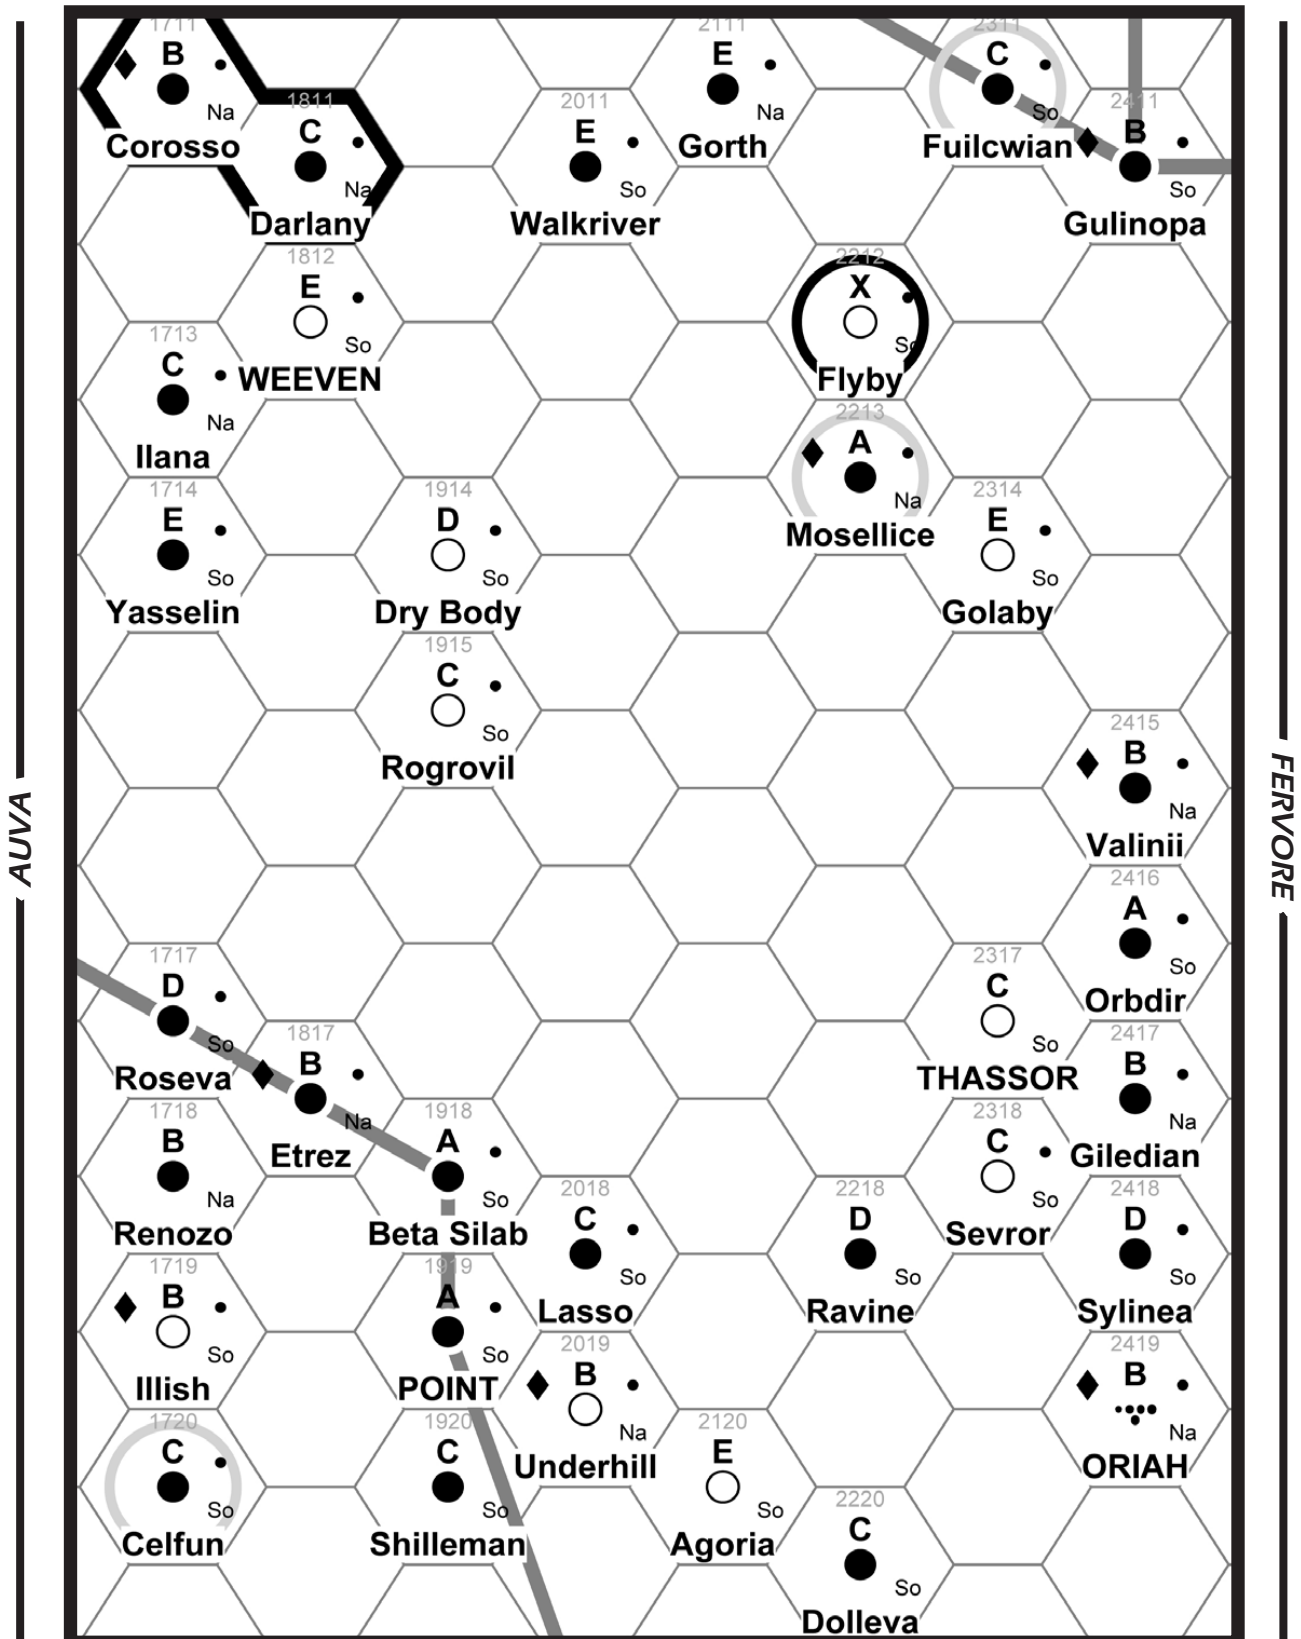 1711
B
Na
Corosso
2111
E
Na
Gorth
2311
C
So
Fuilcwian
1811
C
Na
Darlany
2011
E
So
Walkriver
2411
B
So
Gulinopa
1812
E
So
WEEVEN
2212
X
So
Flyby
1713
C
Na
Ilana
2213
A
Na
Mosellice
1714
E
So
Yasselin
1914
D
So
Dry Body
2314
E
So
Golaby
1915
C
So
Rogrovil
2415
B
Na
Valinii
AUVA
FERVORE
2416
A
So
Orbdir
1717
D
So
Roseva
2317
C
So
THASSOR
1817
B
Na
Etrez
2417
B
Na
Giledian
1718
B
Na
Renozo
1918
A
So
Beta Silab
2318
C
So
Sevror
2018
C
So
Lasso
2218
D
So
Ravine
2418
D
So
Sylinea
1719
B
So
Illish
1919
A
So
POINT
2019
B
Na
Underhill
2419
B
Na
ORIAH
1720
C
So
Celfun
1920
C
So
Shilleman
2120
E
So
Agoria
2220
C
So
Dolleva